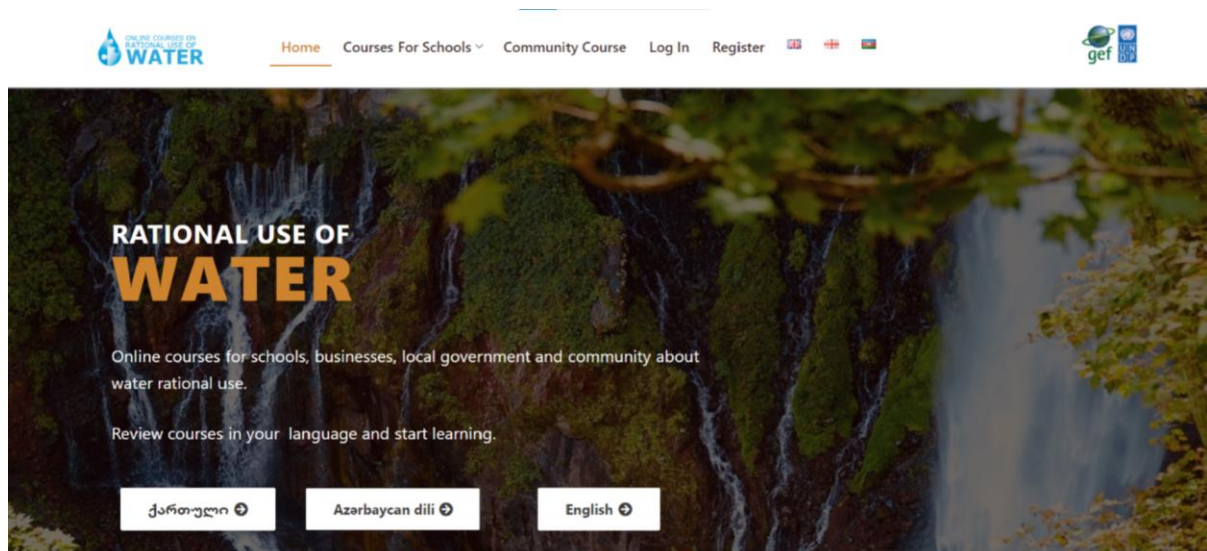 ONLINE COURSES ON
RATIONAL USE OF
WATER
Home Courses For Schools Community Course Log In Register
gef
U N
D P
RATIONAL USE OF
WATER
Online courses for schools, businesses, local government and community about
water rational use.
Review courses in your language and start learning.
ქართული Azərbaycan dili English